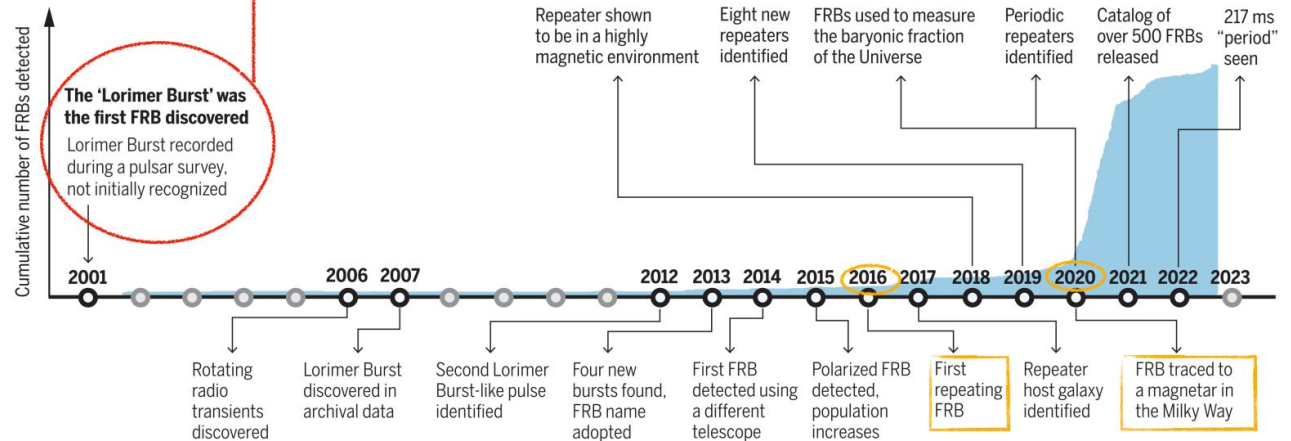 Cumulative number of FRBs detected
The ‘Lorimer Burst’ was
the first FRB discovered
Lorimer Burst recorded
during a pulsar survey,
not initially recognized
Repeater shown
to be in a highly
magnetic environment
Eight new
repeaters
identified
FRBs used to measure
the baryonic fraction
of the Universe
Periodic
repeaters
identified
Catalog of
over 500 FRBs
released
217 ms
“period”
seen
2001
2006
2007
2012
2013
2014
2015
2016
2017
2018
2019
2020
2021
2022
2023
Rotating
radio
transients
discovered
Lorimer Burst
discovered in
archival data
Second Lorimer
Burst-like pulse
identified
Four new
bursts found,
FRB name
adopted
First FRB
detected using
a different
telescope
Polarized FRB
detected,
population
increases
First
repeating
FRB
Repeater
host galaxy
identified
FRB traced to
a magnetar in
the Milky Way